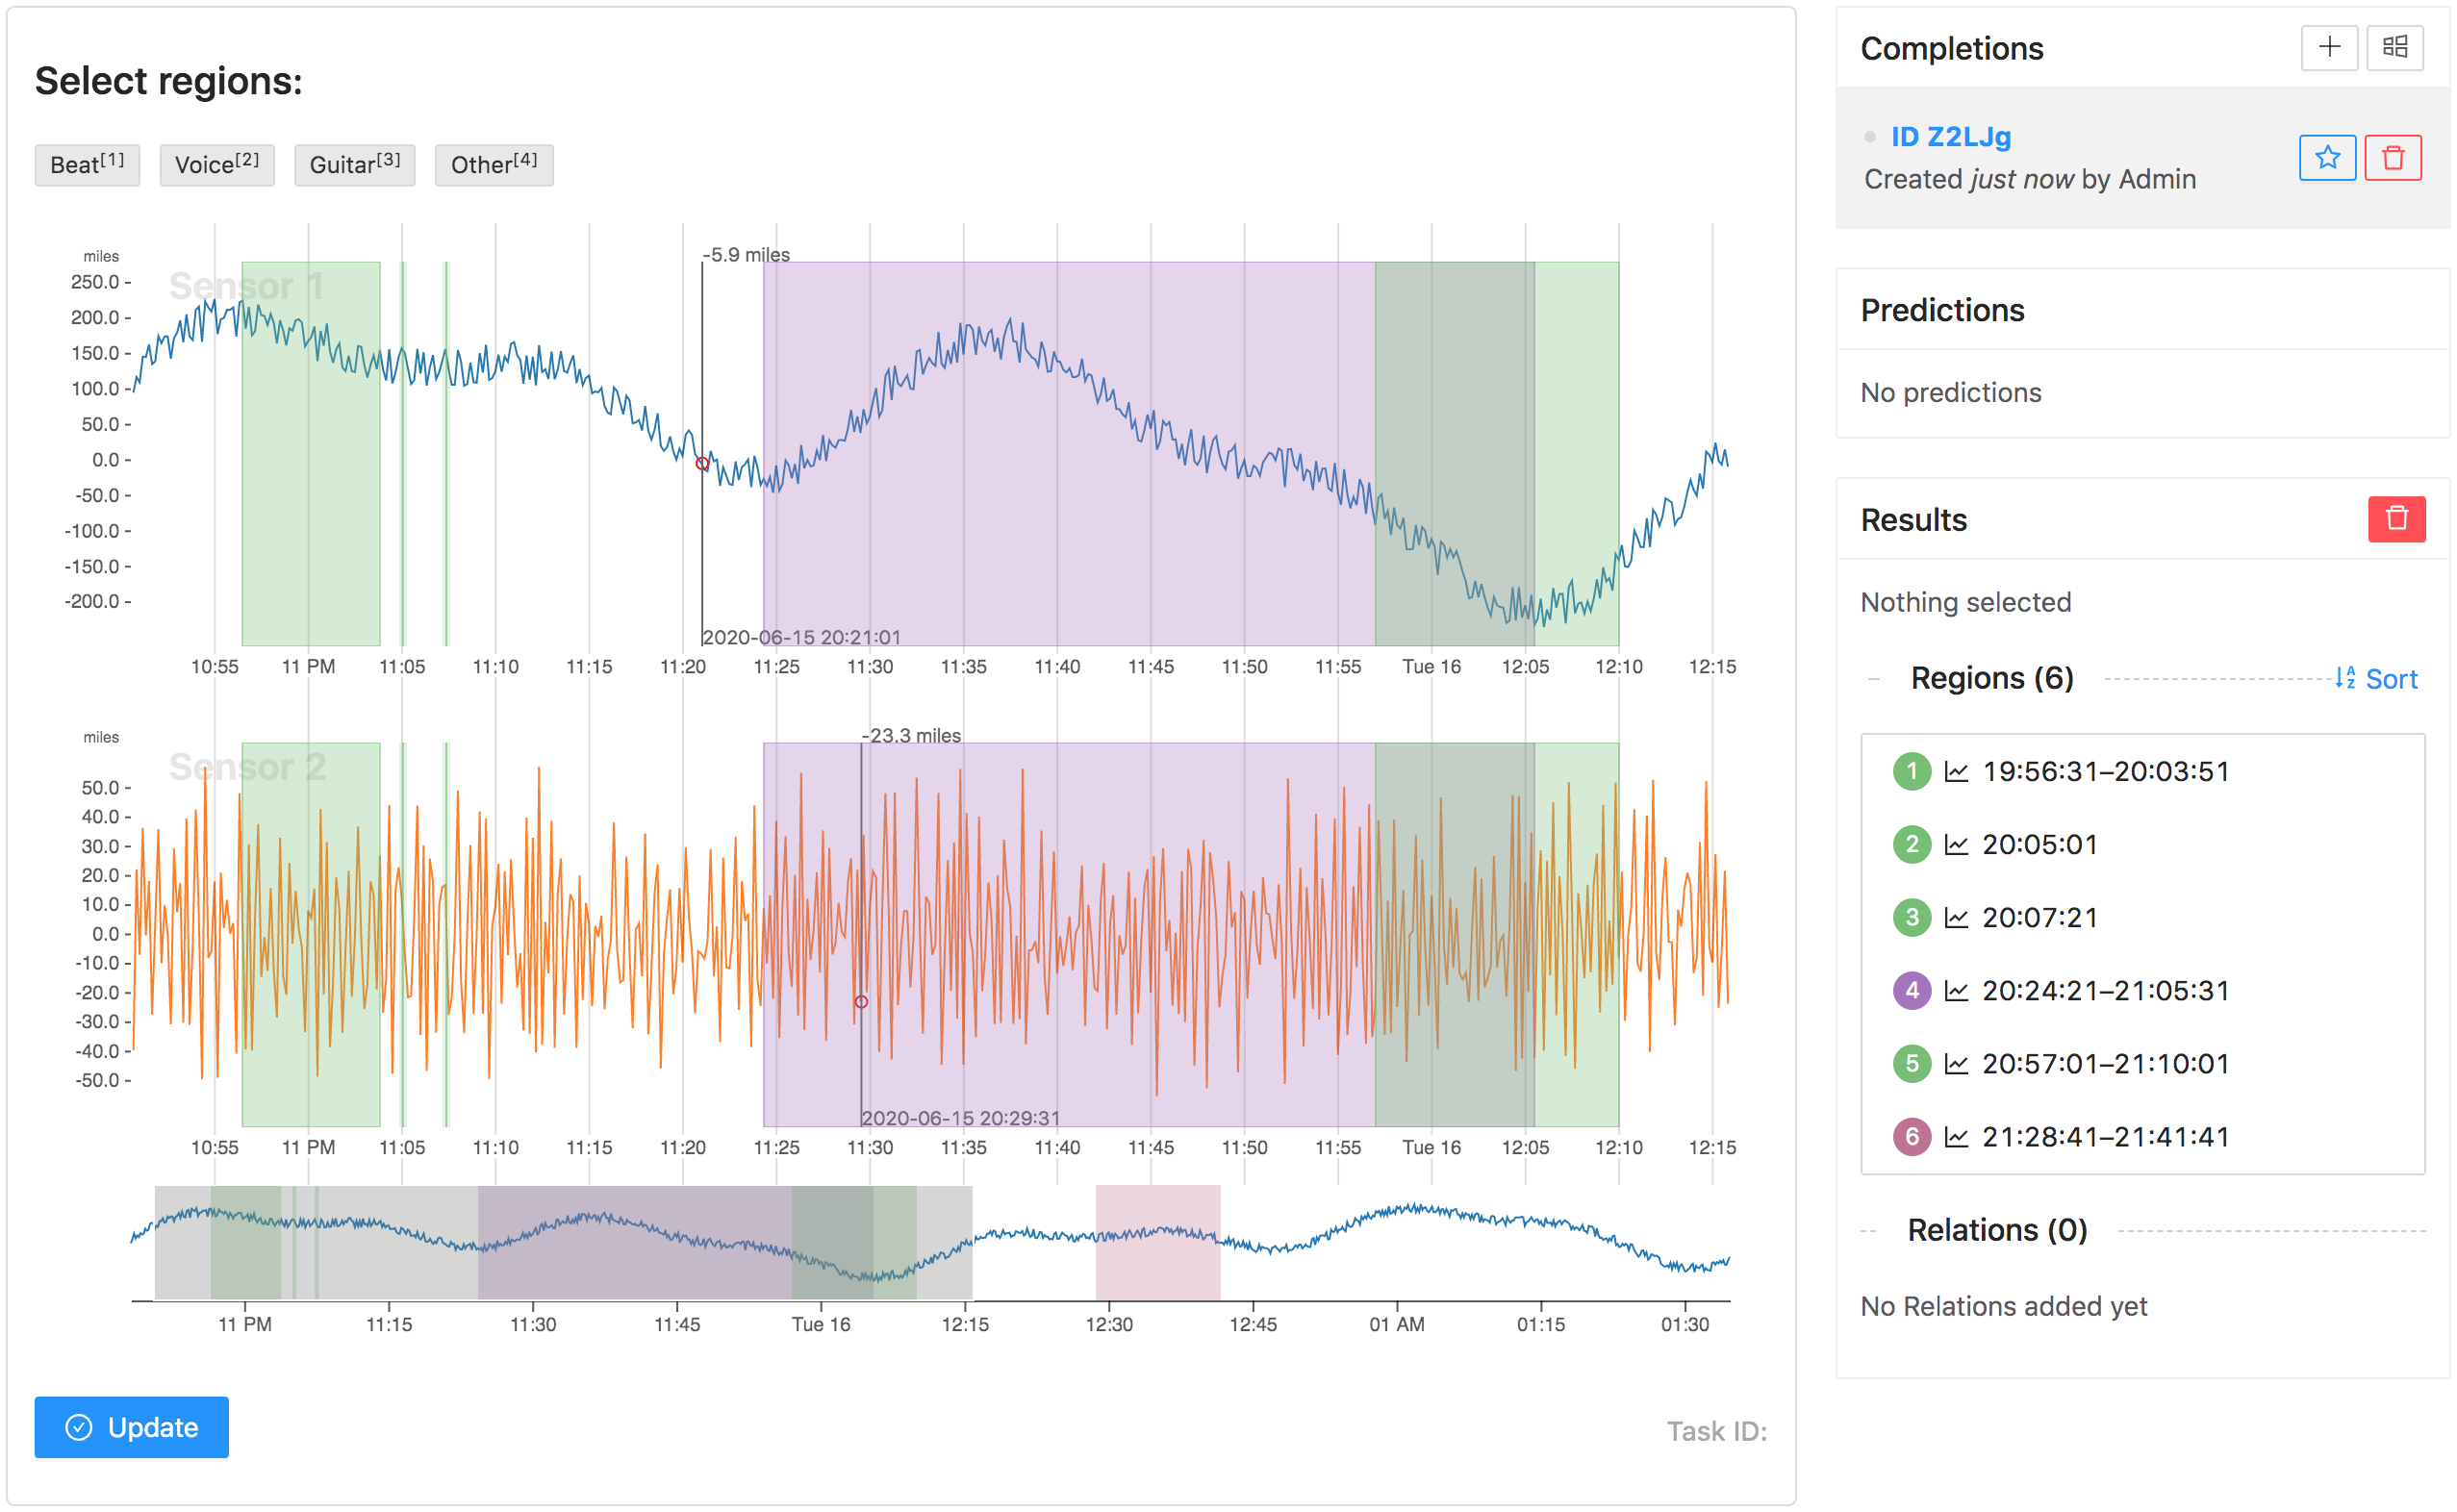 Select regions:
Beat[1] Voice[2] Guitar[3] Other[4]
-5.9 miles
miles
Sensor 1
250.0
200.0
150.0
100.0
50.0
0.0
-50.0
-100.0
-150.0
-200.0
2020-06-15 20:21:01
10:55 11 PM 11:05 11:10 11:15 11:20 11:25 11:30 11:35 11:40 11:45 11:50 11:55 Tue 16 12:05 12:10 12:15
-23.3 miles
miles
Sensor 2
50.0
40.0
30.0
20.0
10.0
0.0
-10.0
-20.0
-30.0
-40.0
-50.0
2020-06-15 20:29:31
10:55 11 PM 11:05 11:10 11:15 11:20 11:25 11:30 11:35 11:40 11:45 11:50 11:55 Tue 16 12:05 12:10 12:15
11 PM 11:15 11:30 11:45 Tue 16 12:15 12:30 12:45 01 AM 01:15 01:30
Update
Task ID:
Completions
ID Z2LJg
Created just now by Admin
Predictions
No predictions
Results
Nothing selected
Regions (6) Sort
1 19:56:31–20:03:51
2 20:05:01
3 20:07:21
4 20:24:21–21:05:31
5 20:57:01–21:10:01
6 21:28:41–21:41:41
Relations (0)
No Relations added yet